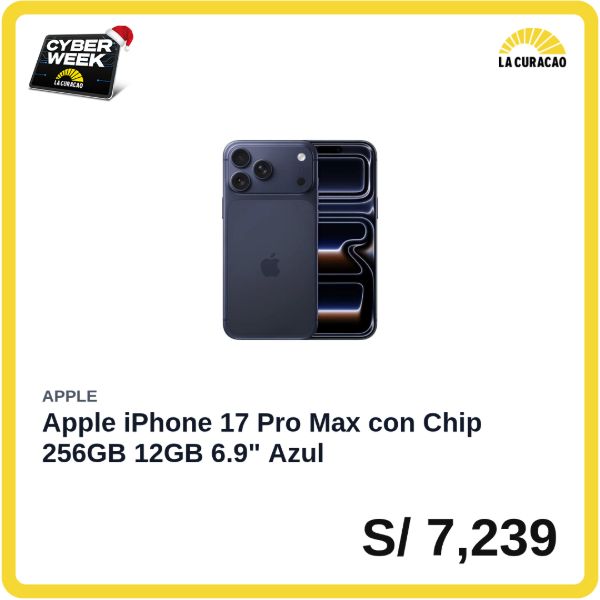 CYBER
WEEK
LA CURACAO
LA CURACAO
APPLE
Apple iPhone 17 Pro Max con Chip
256GB 12GB 6.9" Azul
S/ 7,239